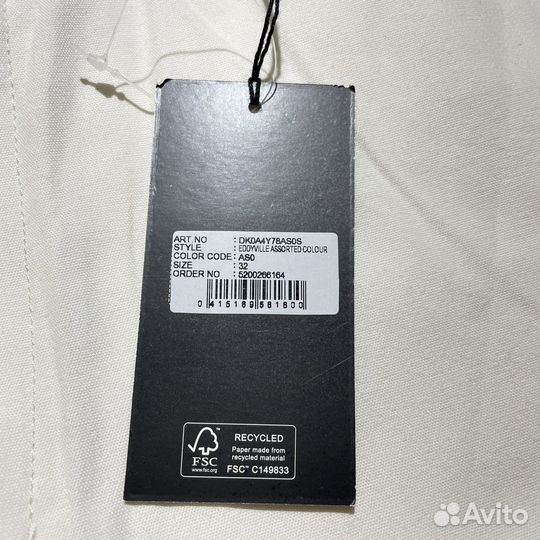 ART.NO : DK0A4Y76AS0S
STYLE : EDDYVILLE ASSORTED COLOUR
COLOR CODE : AS0
SIZE : 32
ORDER NO : 5200266164
0 415169 581800
RECYCLED
Paper made from
recycled material
FSC™ C149833
FSC
www.fsc.org
Avito